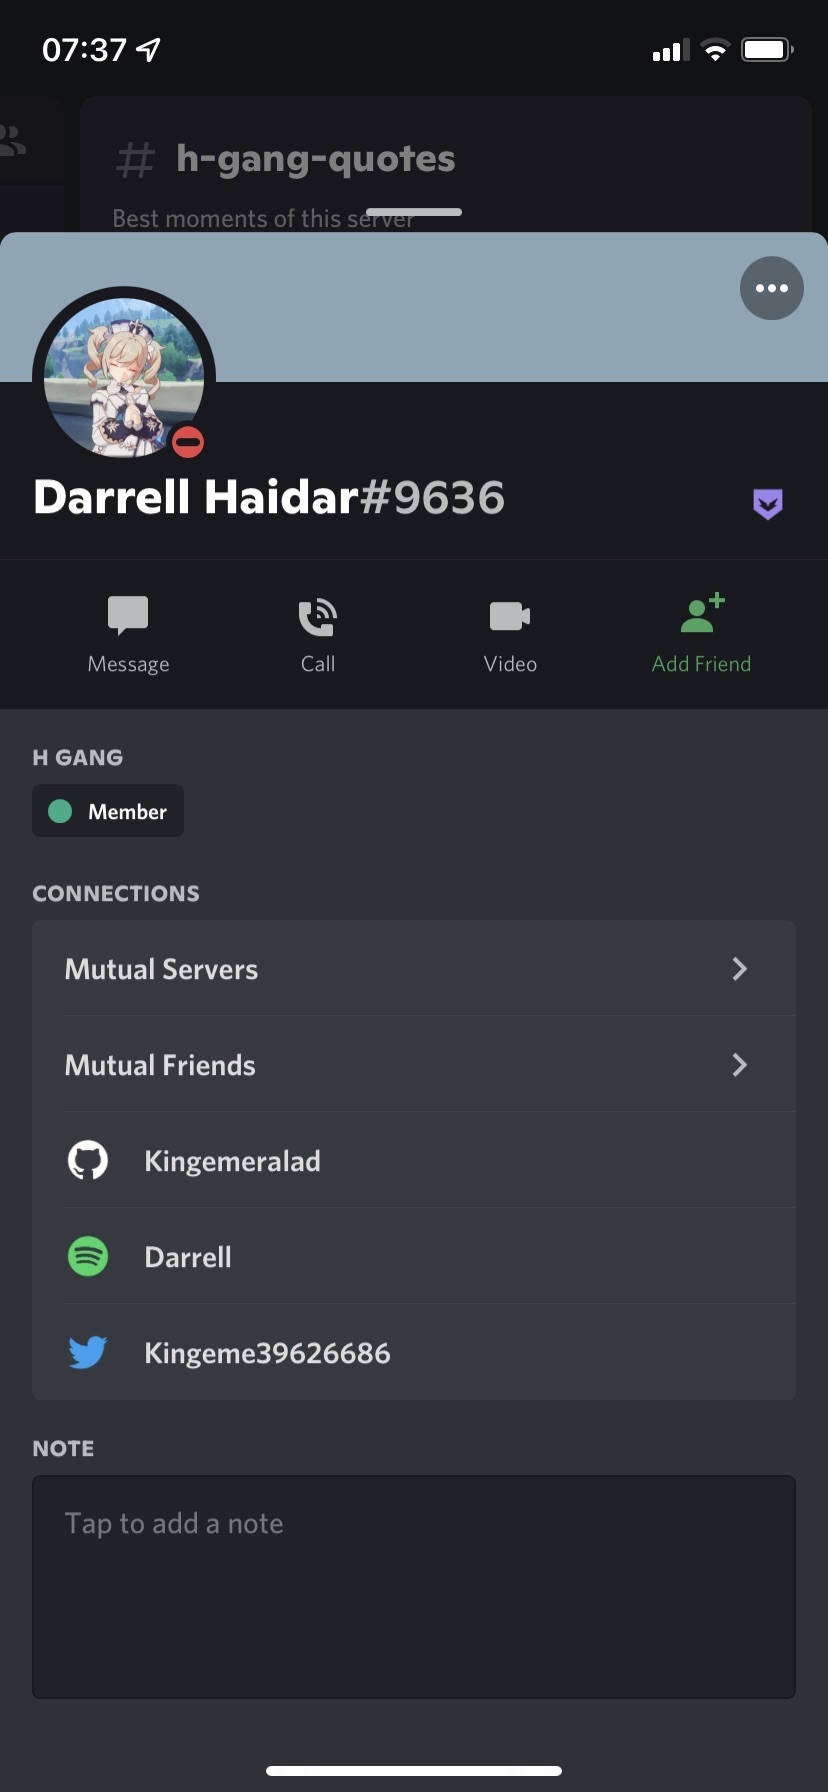 07:37
# h-gang-quotes
Best moments of this server
Darrell Haidar#9636
Message
Call
Video
Add Friend
H GANG
Member
CONNECTIONS
Mutual Servers
Mutual Friends
Kingemeralad
Darrell
Kingeme39626686
NOTE
Tap to add a note